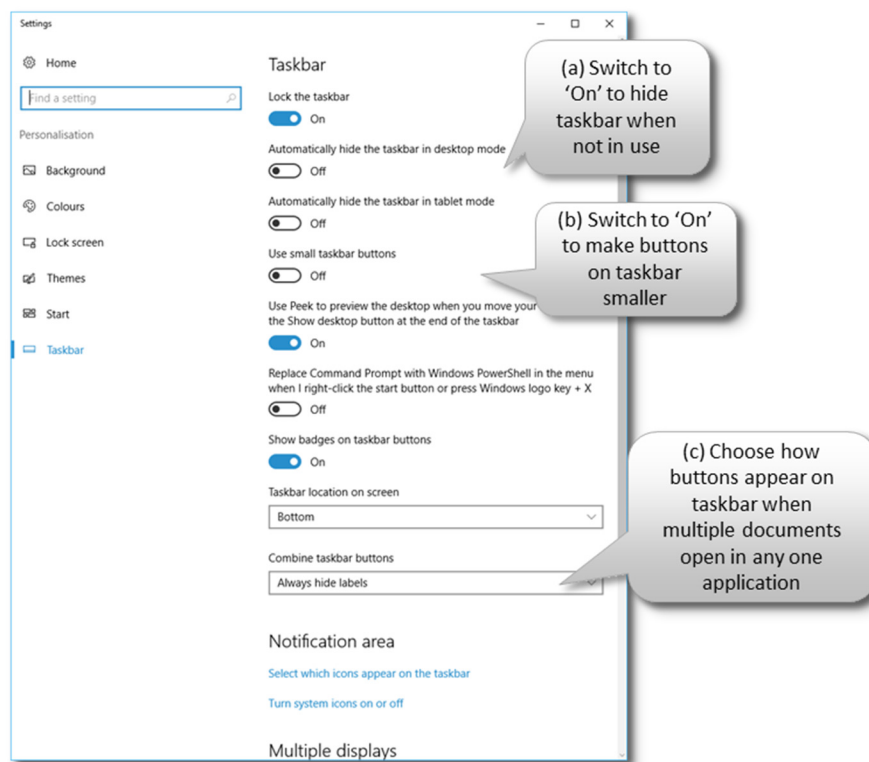 Settings
Home
Find a setting
Personalisation
Background
Colours
Lock screen
Themes
Start
Taskbar
Taskbar
Lock the taskbar
On
Automatically hide the taskbar in desktop mode
Off
Automatically hide the taskbar in tablet mode
Off
Use small taskbar buttons
Off
Use Peek to preview the desktop when you move your
the Show desktop button at the end of the taskbar
On
Replace Command Prompt with Windows PowerShell in the menu
when I right-click the start button or press Windows logo key + X
Off
Show badges on taskbar buttons
On
Taskbar location on screen
Bottom
Combine taskbar buttons
Always hide labels
Notification area
Select which icons appear on the taskbar
Turn system icons on or off
Multiple displays
(a) Switch to
‘On’ to hide
taskbar when
not in use
(b) Switch to ‘On’
to make buttons
on taskbar
smaller
(c) Choose how
buttons appear on
taskbar when
multiple documents
open in any one
application